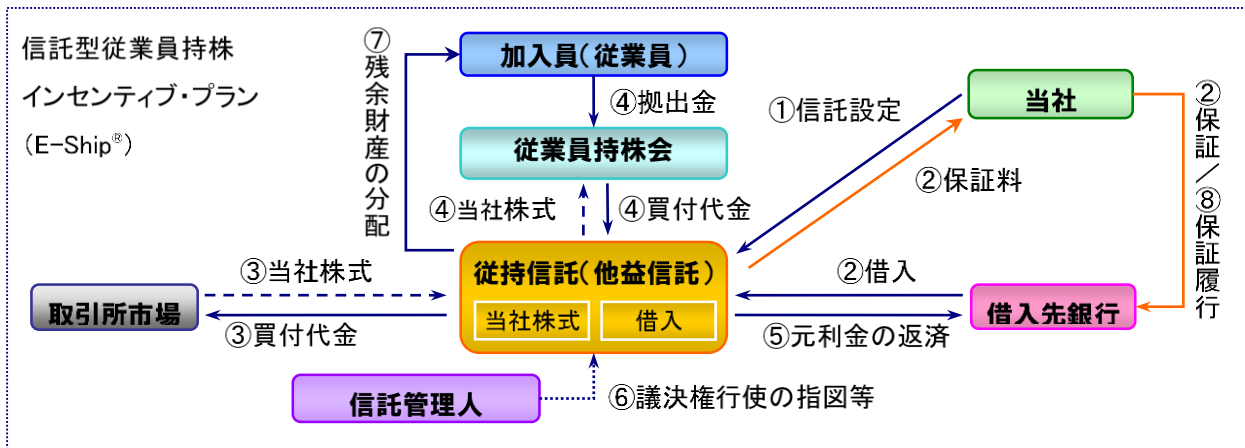 信託型従業員持株
インセンティブ・プラン
(E-Ship®)
⑦残余財産の分配
加入員(従業員)
④拠出金
従業員持株会
④当社株式
④買付代金
①信託設定
②保証料
当社
②保証/⑧保証履行
③当社株式
取引所市場
③買付代金
従持信託(他益信託)
当社株式
借入
②借入
⑤元利金の返済
借入先銀行
信託管理人
⑥議決権行使の指図等